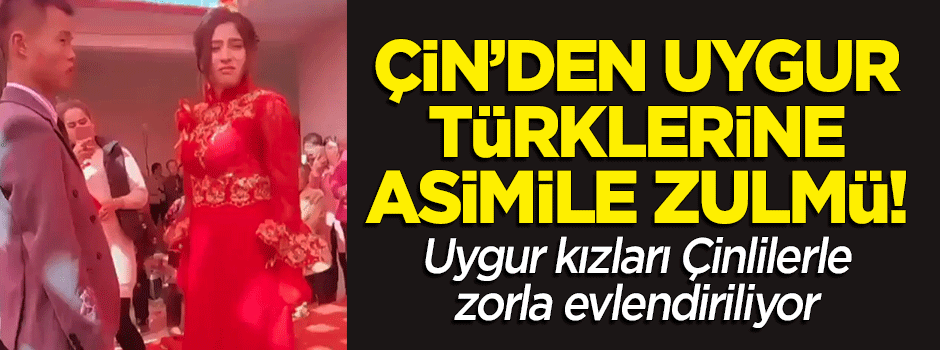 ÇİN’DEN UYGUR
TÜRKLERİNE
ASİMİLE ZULMÜ!
Uygur kızları Çinlilerle
zorla evlendiriliyor